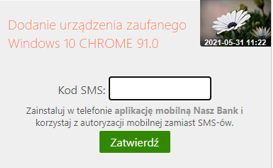 Dodanie urządzenia zaufanego
Windows 10 CHROME 91.0
2021-05-31 11:22
Kod SMS:
Zainstaluj w telefonie aplikację mobilną Nasz Bank i
korzystaj z autoryzacji mobilnej zamiast SMS-ów.
Zatwierdź